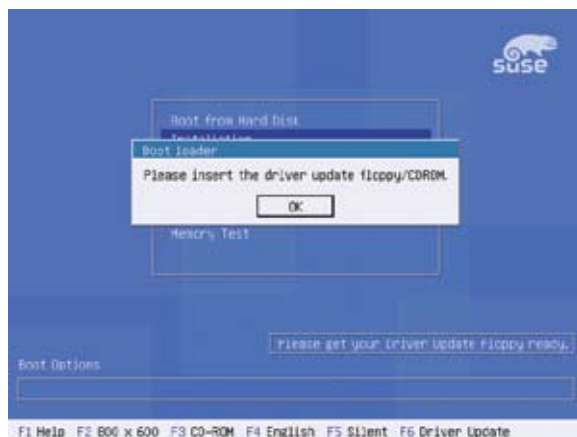 suse
Boot from Hard Disk
Installation
Boot loader
Please insert the driver update floppy/CDROM.
OK
Memory Test
Please get your Driver Update Floppy ready.
Boot Options
F1 Help F2 800 x 600 F3 CD-ROM F4 English F5 Silent F6 Driver Update